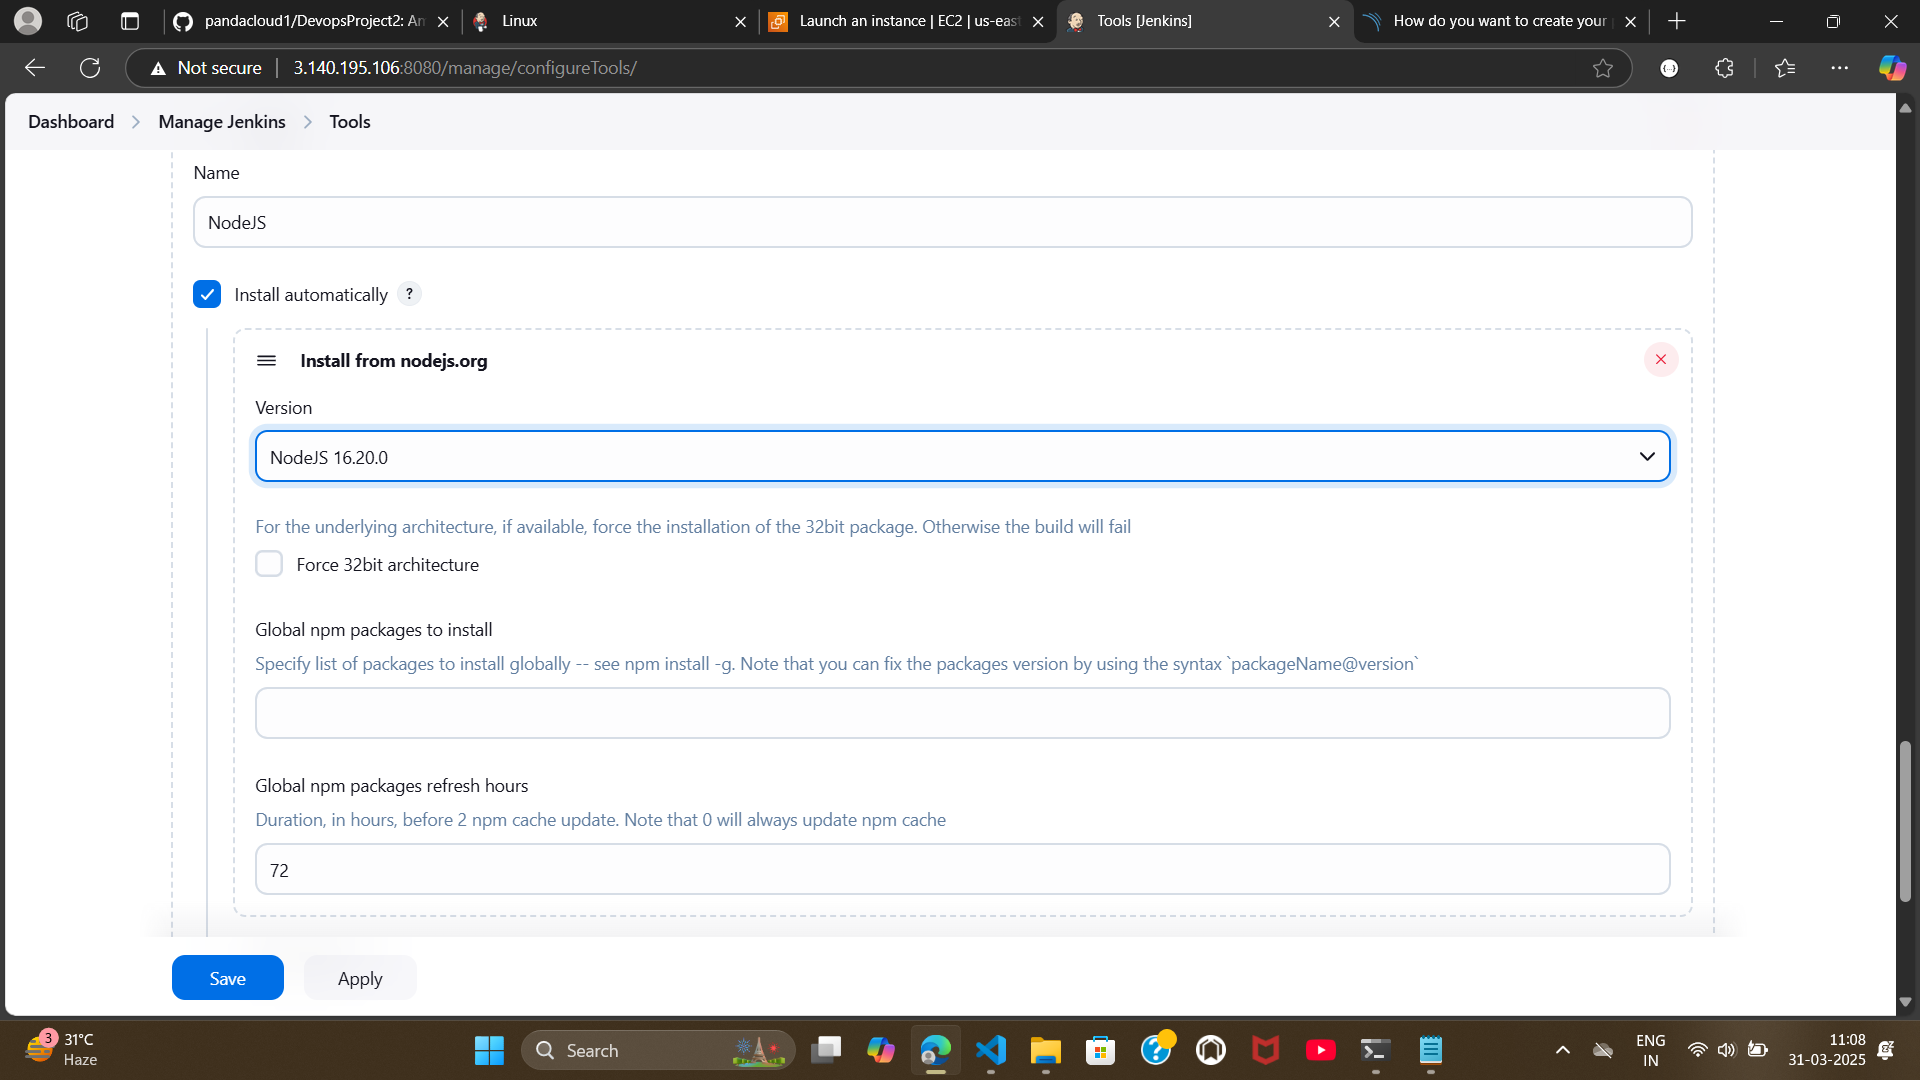 pandacloud1/DevopsProject2: Am
Linux
Launch an instance | EC2 | us-east
Tools [Jenkins]
How do you want to create your p
Not secure
3.140.195.106:8080/manage/configureTools/
Dashboard
Manage Jenkins
Tools
Name
NodeJS
Install automatically
?
Install from nodejs.org
Version
NodeJS 16.20.0
For the underlying architecture, if available, force the installation of the 32bit package. Otherwise the build will fail
Force 32bit architecture
Global npm packages to install
Specify list of packages to install globally -- see npm install -g. Note that you can fix the packages version by using the syntax `packageName@version`
Global npm packages refresh hours
Duration, in hours, before 2 npm cache update. Note that 0 will always update npm cache
72
Save
Apply
3
31°C
Haze
Search
ENG
IN
11:08
31-03-2025